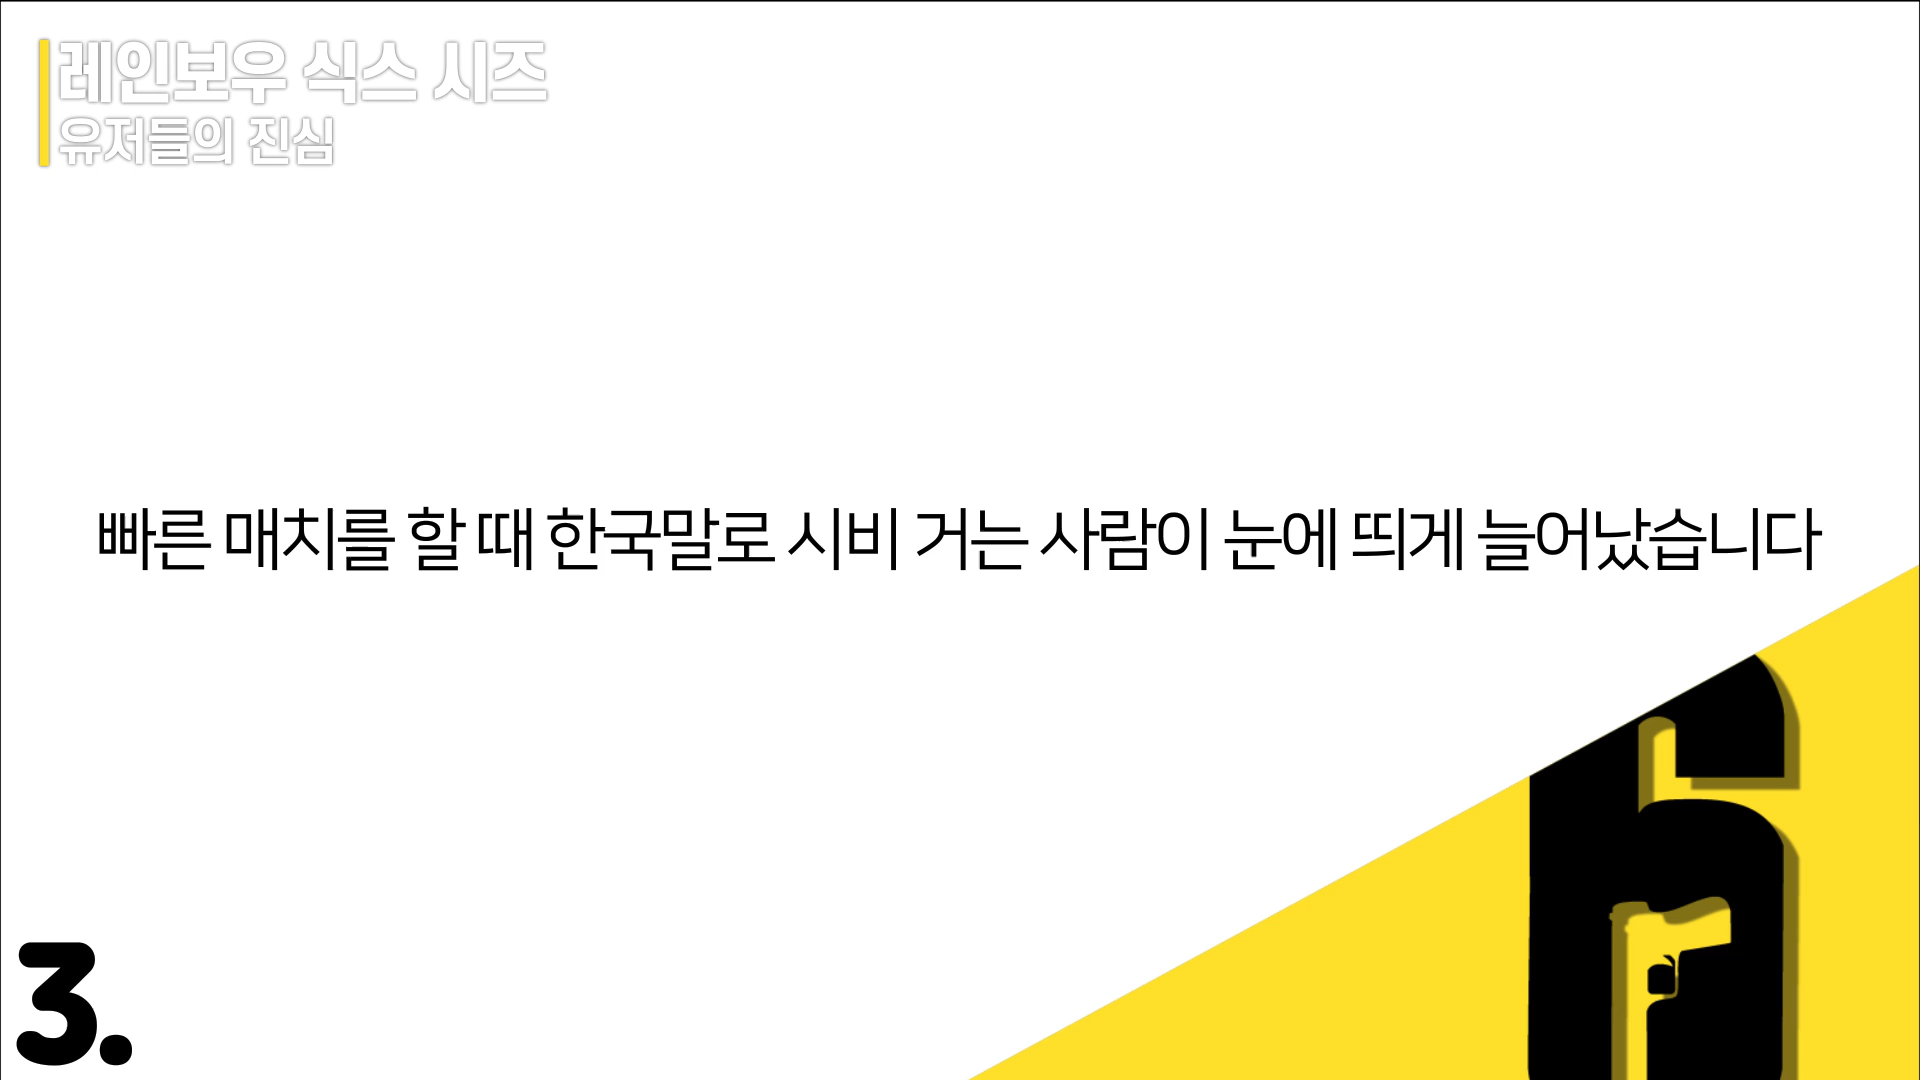 레인보우 식스 시즈
유저들의 진심
빠른 매치를 할 때 한국말로 시비 거는 사람이 눈에 띄게 늘어났습니다
3.